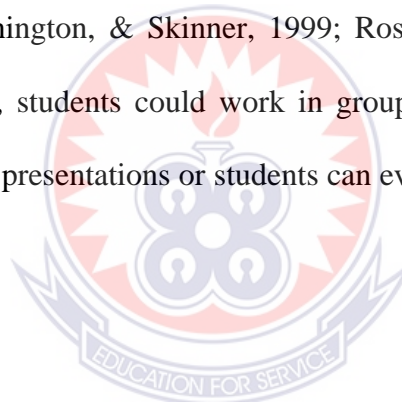 nington, & Skinner, 1999; Ros
, students could work in group
presentations or students can ev
EDUCATION FOR SERVICE